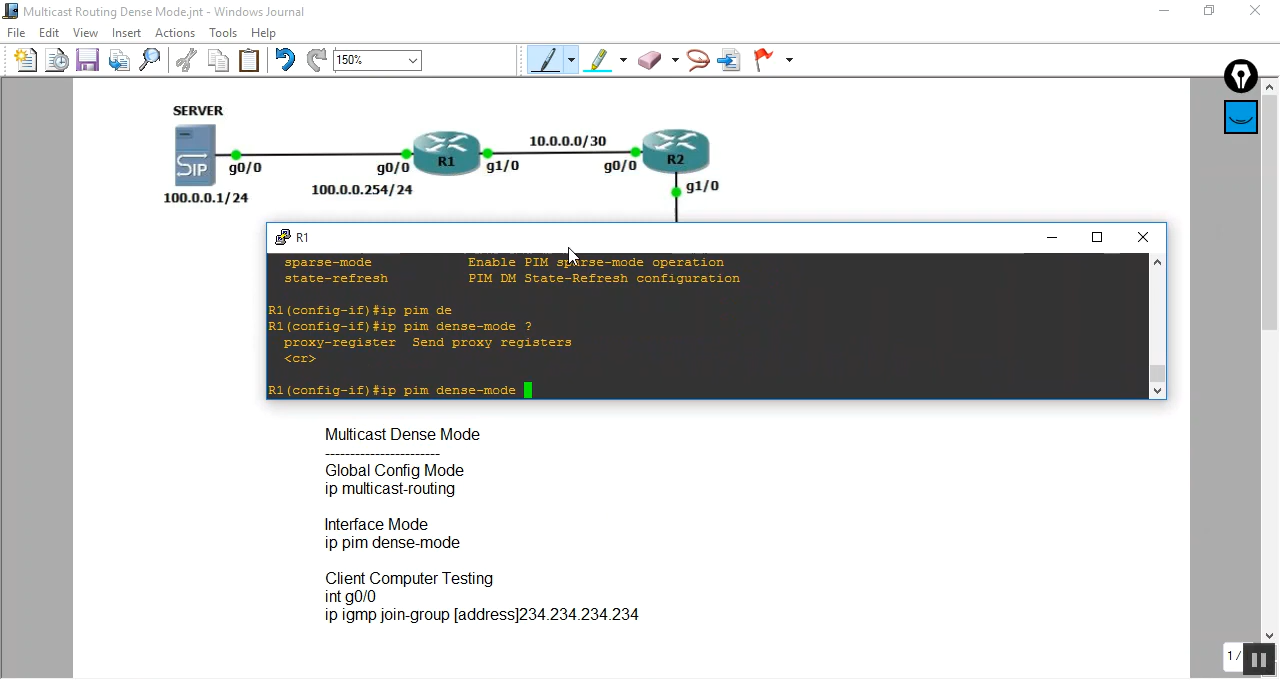 Multicast Routing Dense Mode.jnt - Windows Journal
File Edit View Insert Actions Tools Help
150%
SERVER
SIP
g0/0
100.0.0.1/24
g0/0
R1
g1/0
100.0.0.254/24
10.0.0.0/30
g0/0
R2
g1/0
R1
sparse-mode Enable PIM sparse-mode operation
state-refresh PIM DM State-Refresh configuration
R1(config-if)#ip pim de
R1(config-if)#ip pim dense-mode ?
proxy-register Send proxy registers
<cr>
R1(config-if)#ip pim dense-mode
Multicast Dense Mode
-----------------------
Global Config Mode
ip multicast-routing
Interface Mode
ip pim dense-mode
Client Computer Testing
int g0/0
ip igmp join-group [address]234.234.234.234
1/